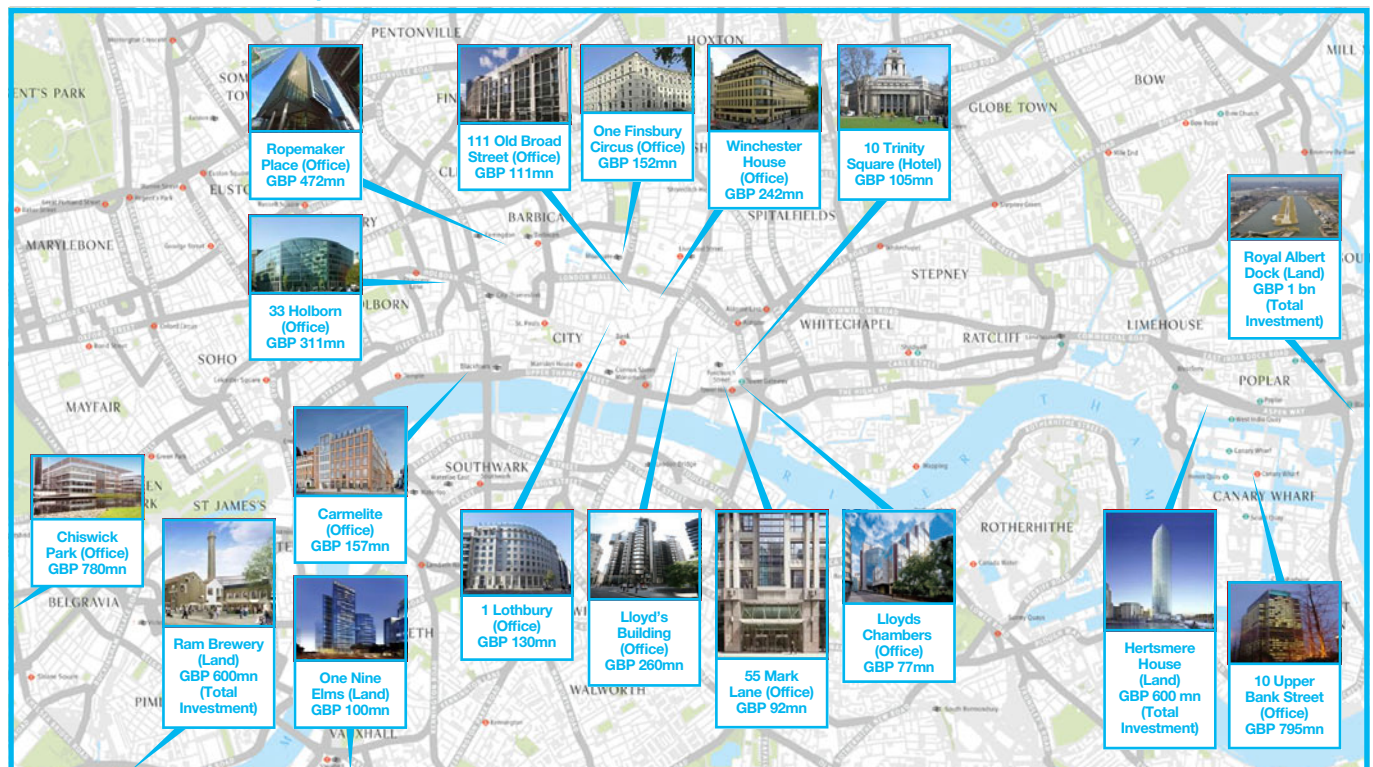 PENTONVILLE
HOXTON
BOW
GLOBE TOWN
Ropemaker
Place (Office)
GBP 472mn
111 Old Broad
Street (Office)
GBP 111mn
One Finsbury
Circus (Office)
GBP 152mn
Winchester
House
(Office)
GBP 242mn
10 Trinity
Square (Hotel)
GBP 105mn
Royal Albert
Dock (Land)
GBP 1 bn
(Total
Investment)
33 Holborn
(Office)
GBP 311mn
SPITALFIELDS
MARYLEBONE
STEPNEY
CITY
WHITECHAPEL
RATCLIFF
LIMEHOUSE
SOHO
POPLAR
MAYFAIR
SOUTHWARK
ST JAMES'S
CANARY WHARF
ROTHERHITHE
Chiswick
Park (Office)
GBP 780mn
Carmelite
(Office)
GBP 157mn
BELGRAVIA
Ram Brewery
(Land)
GBP 600mn
(Total
Investment)
One Nine
Elms (Land)
GBP 100mn
1 Lothbury
(Office)
GBP 130mn
Lloyd's
Building
(Office)
GBP 260mn
55 Mark
Lane (Office)
GBP 92mn
Lloyds
Chambers
(Office)
GBP 77mn
Hertsmere
House
(Land)
GBP 600 mn
(Total
Investment)
10 Upper
Bank Street
(Office)
GBP 795mn
WALWORTH
VAUXHALL